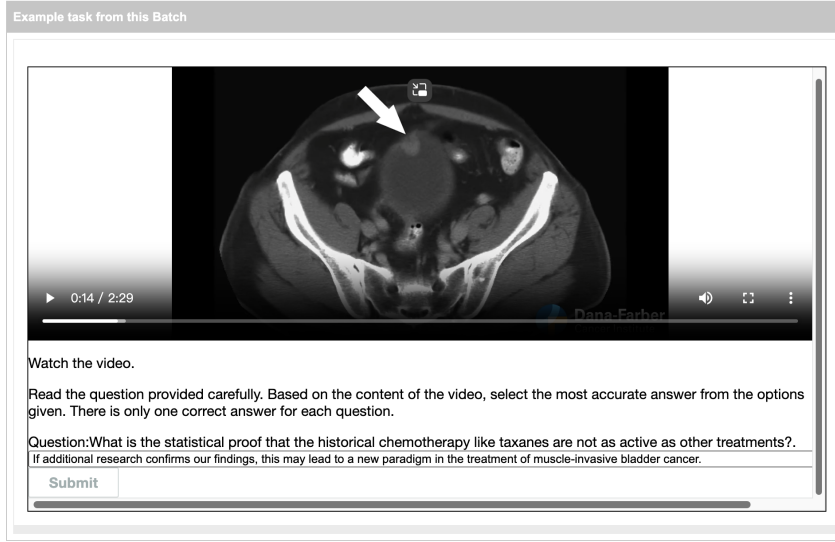 Example task from this Batch
0:14 / 2:29
Dana-Farber
Watch the video.
Read the question provided carefully. Based on the content of the video, select the most accurate answer from the options
given. There is only one correct answer for each question.
Question:What is the statistical proof that the historical chemotherapy like taxanes are not as active as other treatments?.
If additional research confirms our findings, this may lead to a new paradigm in the treatment of muscle-invasive bladder cancer.
Submit